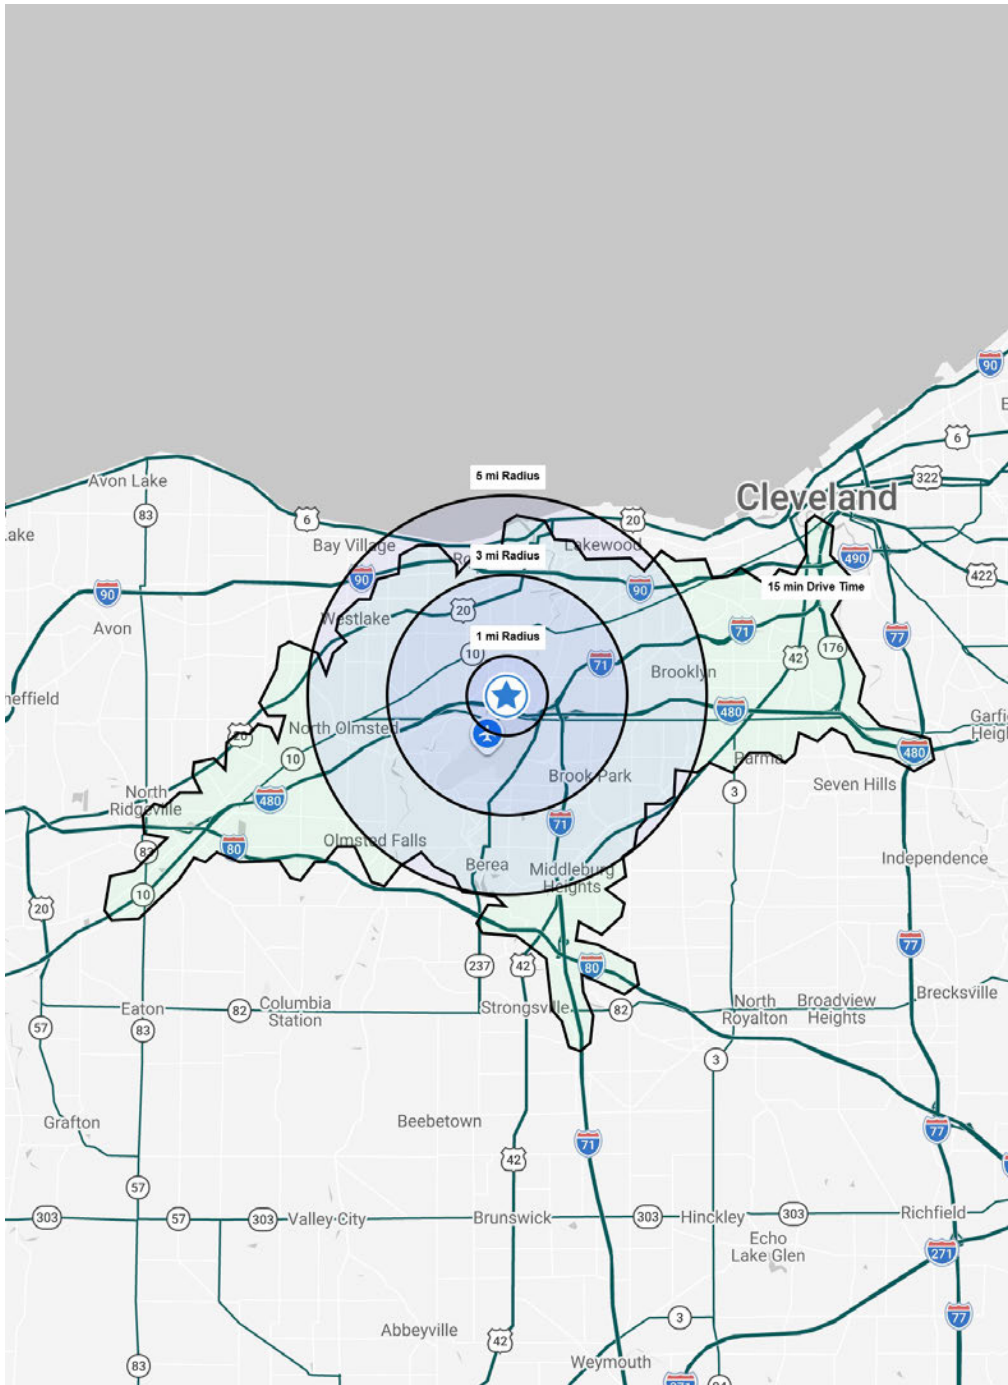 90
6
322
Avon Lake
5 mi Radius
Cleveland
83
6
20
Lake
Bay Village
Lakewood
3 mi Radius
490
90
90
422
90
15 min Drive Time
20
Westlake
Avon
71
77
1 mi Radius
10
176
42
71
Brooklyn
heffield
480
North Olmsted
20
480
Parma
10
Brook Park
Seven Hills
3
North
Ridgeville
480
71
Olmsted Falls
80
83
Independence
Berea
Middleburg
Heights
10
20
77
237
42
80
Brecksville
Eaton
82
Columbia
Station
Strongsville
82
North
Royalton
Broadview
Heights
57
83
3
Grafton
Beebetown
77
71
42
57
303
57
303
Valley City
Brunswick
303
Hinckley
303
Richfield
Echo
Lake Glen
271
77
3
Abbeyville
42
Weymouth
83